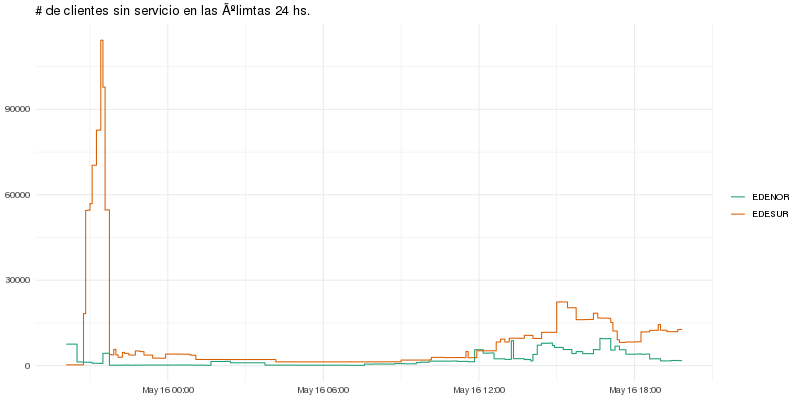 # de clientes sin servicio en las Ãºlimtas 24 hs.
90000
60000
30000
0
May 16 00:00
May 16 06:00
May 16 12:00
May 16 18:00
EDENOR
EDESUR